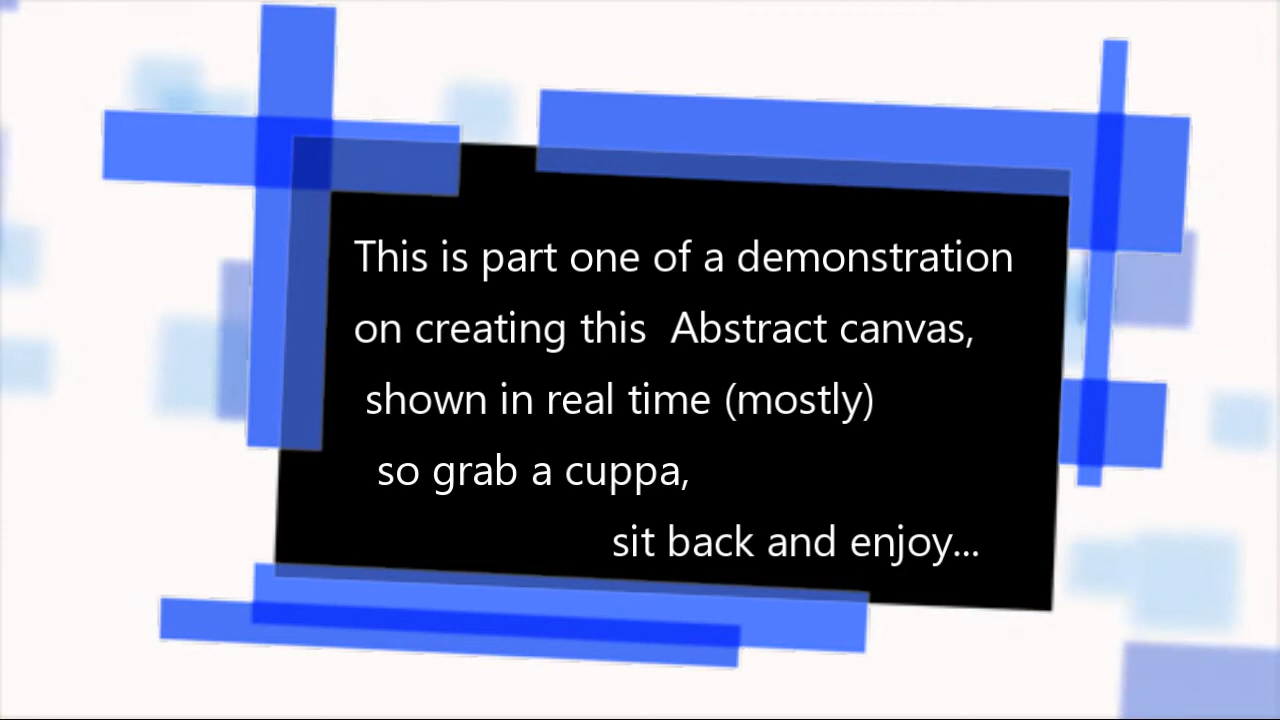 This is part one of a demonstration
on creating this  Abstract canvas,
shown in real time (mostly)
so grab a cuppa,
sit back and enjoy...